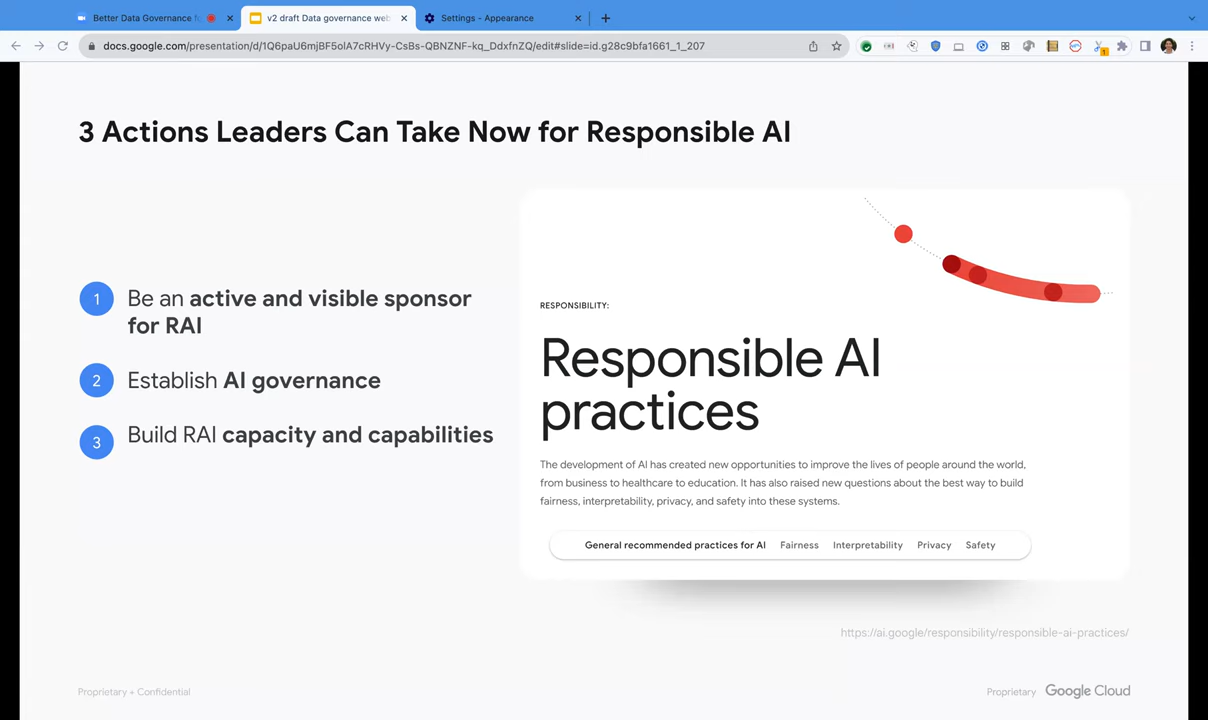 Better Data Governance f
v2 draft Data governance web
Settings - Appearance
docs.google.com/presentation/d/1Q6paU6mjBF5olA7cRHVy-CsBs-QBNZNF-kq_DdxfnZQ/edit#slide=id.g28c9bfa1661_1_207
1
3 Actions Leaders Can Take Now for Responsible AI
1 Be an active and visible sponsor
for RAI
2 Establish AI governance
3 Build RAI capacity and capabilities
RESPONSIBILITY:
Responsible AI
practices
The development of AI has created new opportunities to improve the lives of people around the world,
from business to healthcare to education. It has also raised new questions about the best way to build
fairness, interpretability, privacy, and safety into these systems.
General recommended practices for AI Fairness Interpretability Privacy Safety
https://ai.google/responsibility/responsible-ai-practices/
Proprietary + Confidential
Proprietary Google Cloud